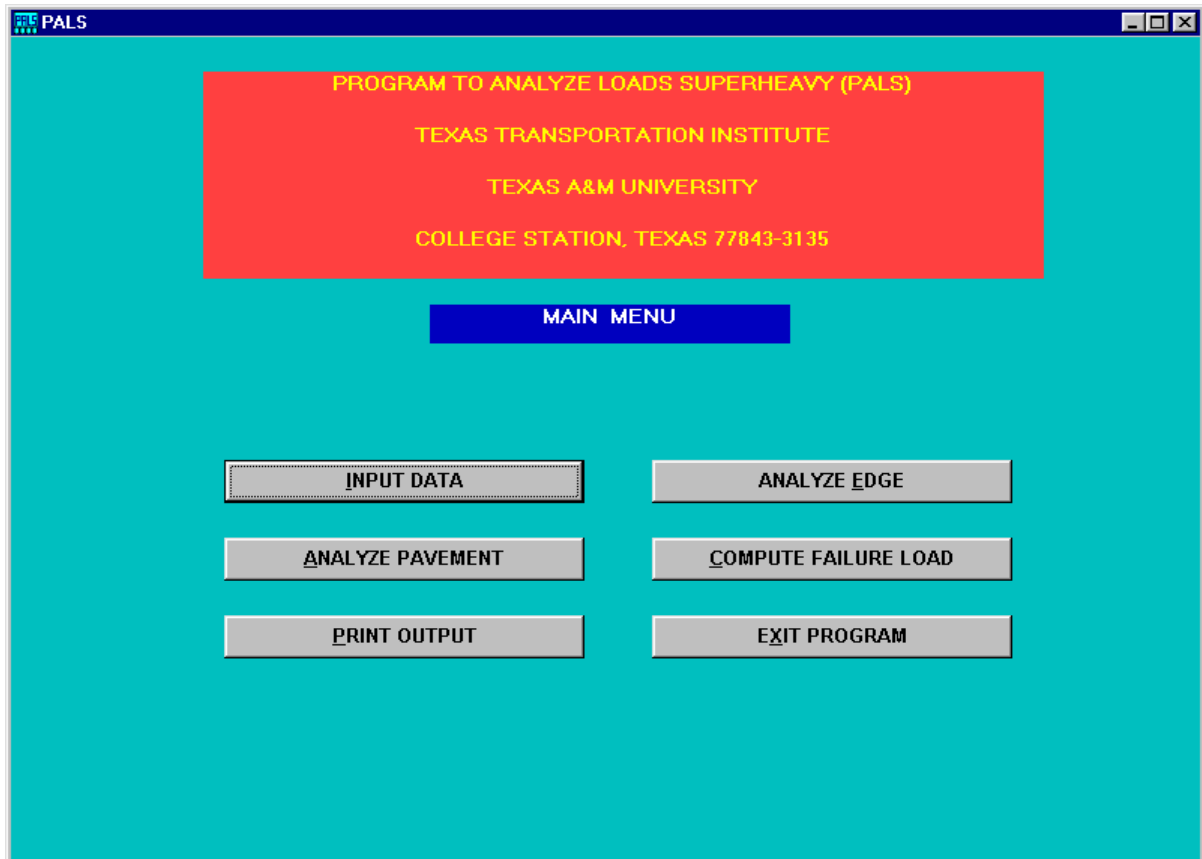 PALS
PROGRAM TO ANALYZE LOADS SUPERHEAVY (PALS)
TEXAS TRANSPORTATION INSTITUTE
TEXAS A&M UNIVERSITY
COLLEGE STATION, TEXAS 77843-3135
MAIN MENU
INPUT DATA
ANALYZE EDGE
ANALYZE PAVEMENT
COMPUTE FAILURE LOAD
PRINT OUTPUT
EXIT PROGRAM